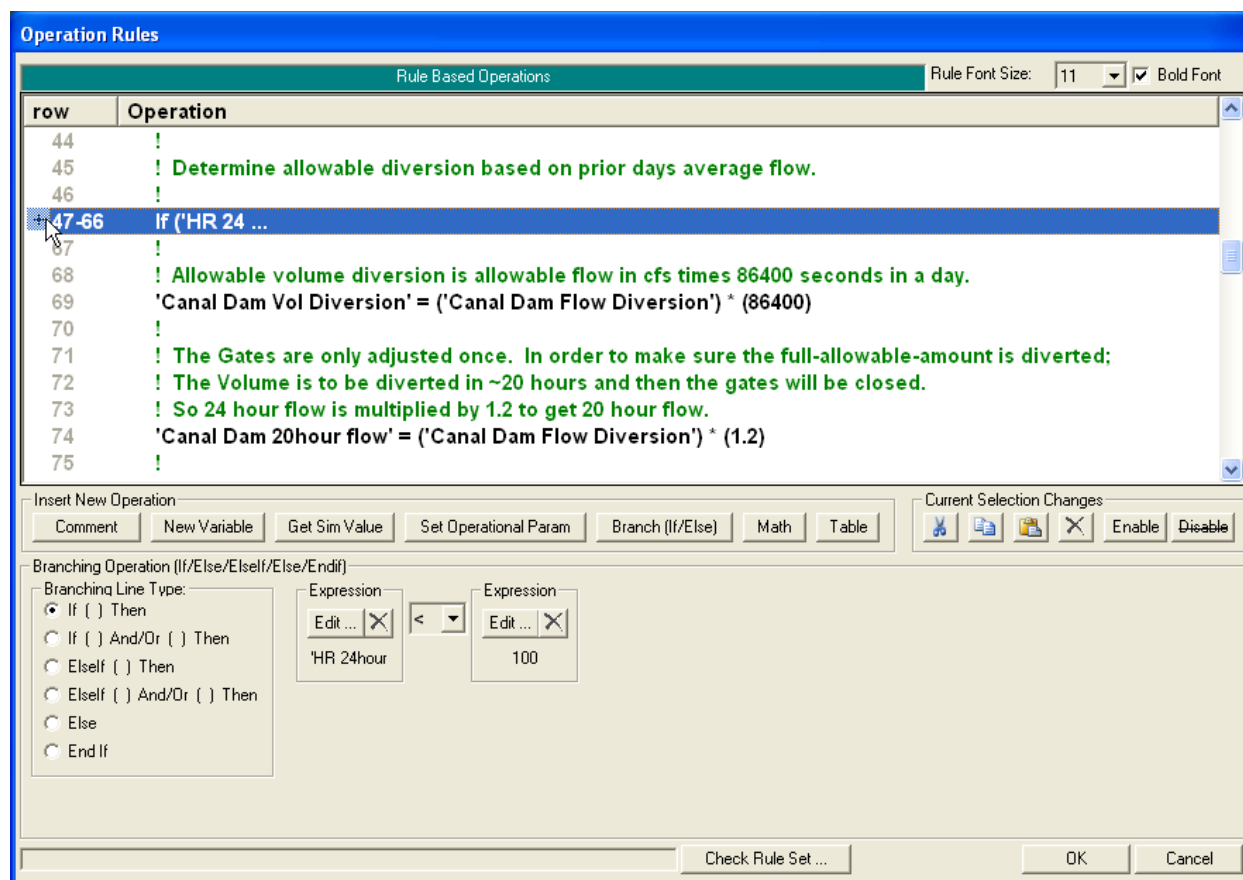 Operation Rules
Rule Based Operations
Rule Font Size: 11 Bold Font
row Operation
44 !
45 ! Determine allowable diversion based on prior days average flow.
46 !
47-66 If ('HR 24 ...
67 !
68 ! Allowable volume diversion is allowable flow in cfs times 86400 seconds in a day.
69 'Canal Dam Vol Diversion' = ('Canal Dam Flow Diversion') * (86400)
70 !
71 ! The Gates are only adjusted once. In order to make sure the full-allowable-amount is diverted;
72 ! The Volume is to be diverted in ~20 hours and then the gates will be closed.
73 ! So 24 hour flow is multiplied by 1.2 to get 20 hour flow.
74 'Canal Dam 20hour flow' = ('Canal Dam Flow Diversion') * (1.2)
75 !
Insert New Operation
Comment New Variable Get Sim Value Set Operational Param Branch (If/Else) Math Table
Current Selection Changes
Enable Disable
Branching Operation (If/Else/ElseIf/Else/Endif)
Branching Line Type:
If ( ) Then
If ( ) And/Or ( ) Then
ElseIf ( ) Then
ElseIf ( ) And/Or ( ) Then
Else
End If
Expression
Edit ...
'HR 24hour
<
Expression
Edit ...
100
Check Rule Set ... OK Cancel